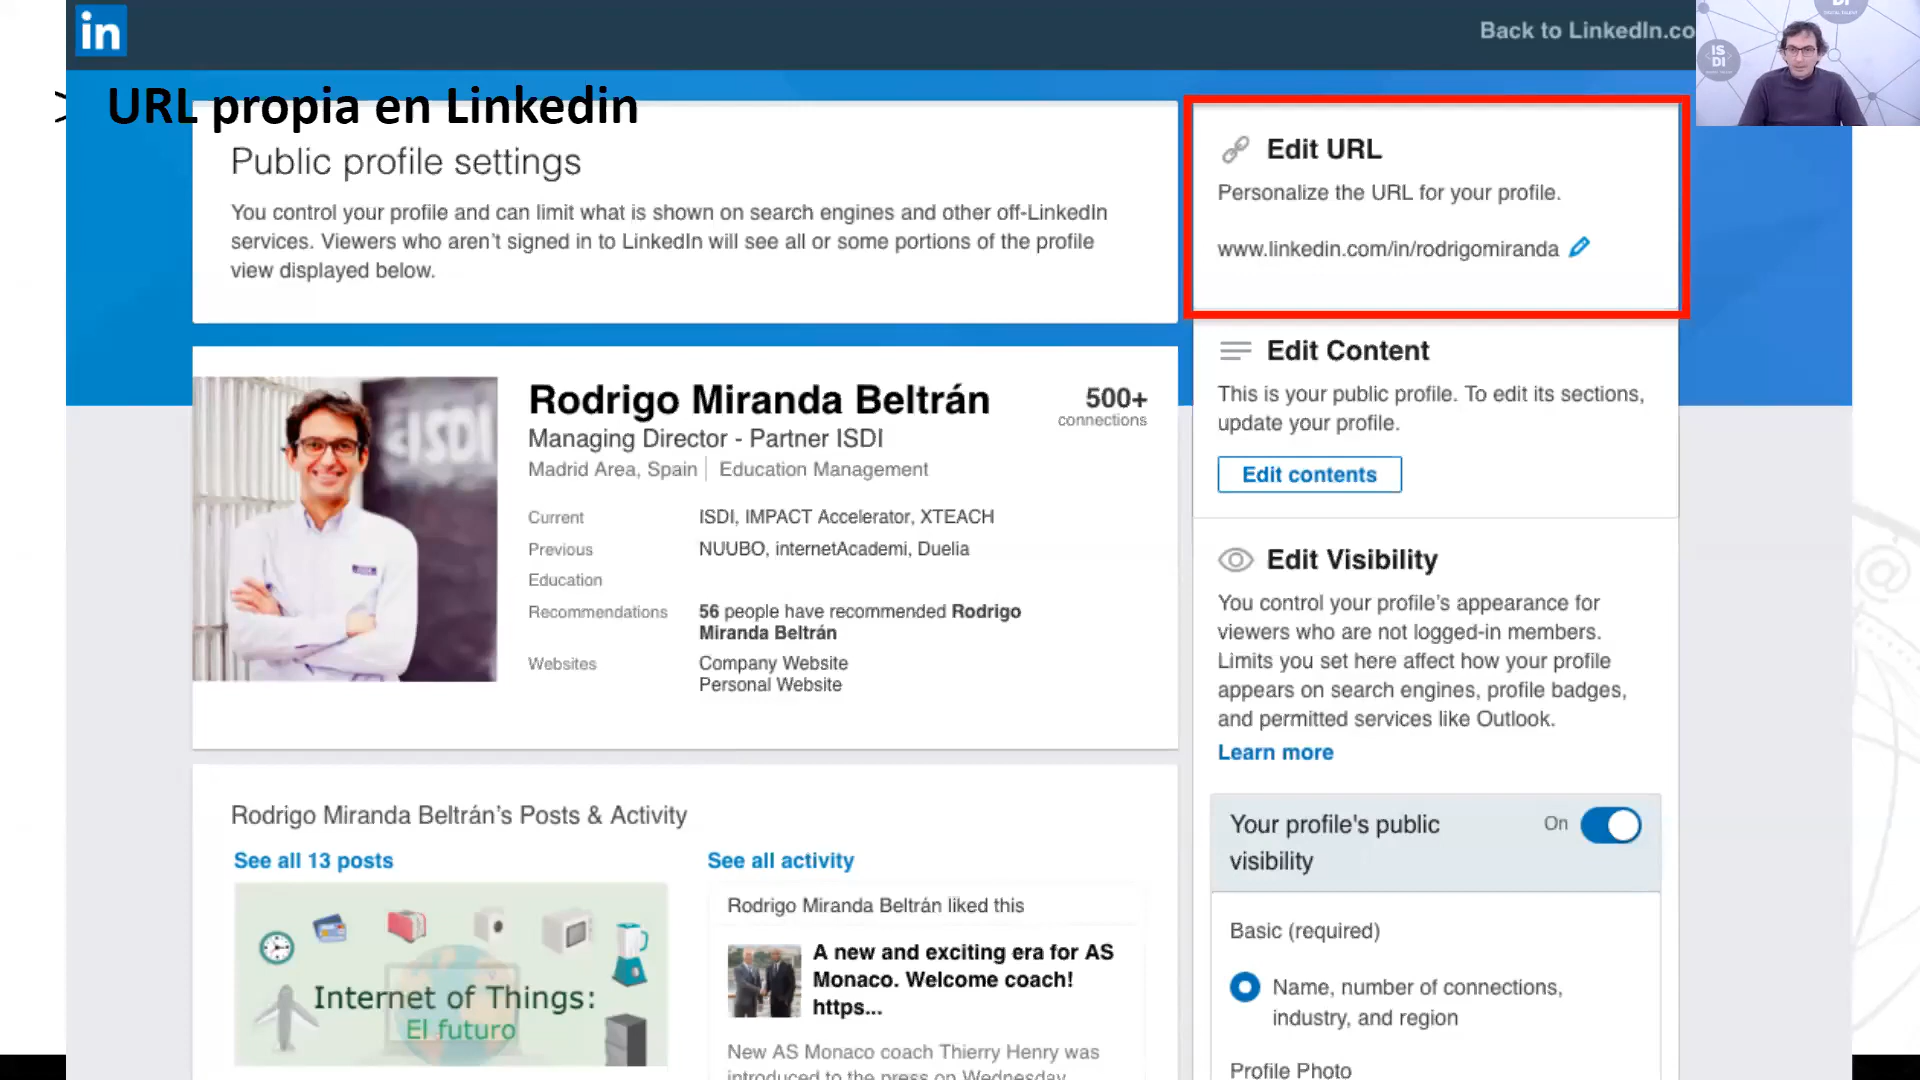 in
Back to LinkedIn.co
URL propia en Linkedin
Public profile settings
You control your profile and can limit what is shown on search engines and other off-LinkedIn
services. Viewers who aren't signed in to LinkedIn will see all or some portions of the profile
view displayed below.
Rodrigo Miranda Beltrán
500+
connections
Managing Director - Partner ISDI
Madrid Area, Spain
Education Management
Current
ISDI, IMPACT Accelerator, XTEACH
Previous
NUUBO, internetAcademi, Duelia
Education
Recommendations
56 people have recommended Rodrigo
Miranda Beltrán
Websites
Company Website
Personal Website
ISDI
Rodrigo Miranda Beltrán's Posts & Activity
See all 13 posts
Internet of Things:
El futuro
See all activity
Rodrigo Miranda Beltrán liked this
A new and exciting era for AS
Monaco. Welcome coach!
https...
New AS Monaco coach Thierry Henry was
introduced to the press on Wednesday
Edit URL
Personalize the URL for your profile.
www.linkedin.com/in/rodrigomiranda
Edit Content
This is your public profile. To edit its sections,
update your profile.
Edit contents
Edit Visibility
You control your profile's appearance for
viewers who are not logged-in members.
Limits you set here affect how your profile
appears on search engines, profile badges,
and permitted services like Outlook.
Learn more
Your profile's public
visibility
On
Basic (required)
Name, number of connections,
industry, and region
Profile Photo
IS
DI